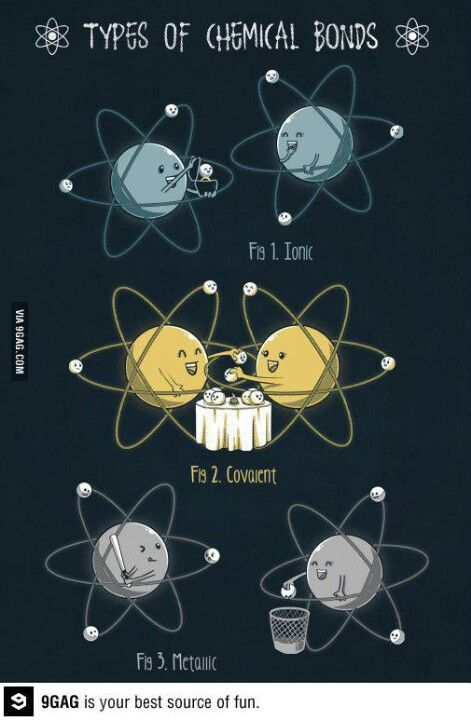 TYPES OF CHEMICAL BONDS
Fig 1. Ionic
VIA 9GAG.COM
Fig 2. Covalent
Fig 3. Metallic
9GAG is your best source of fun.